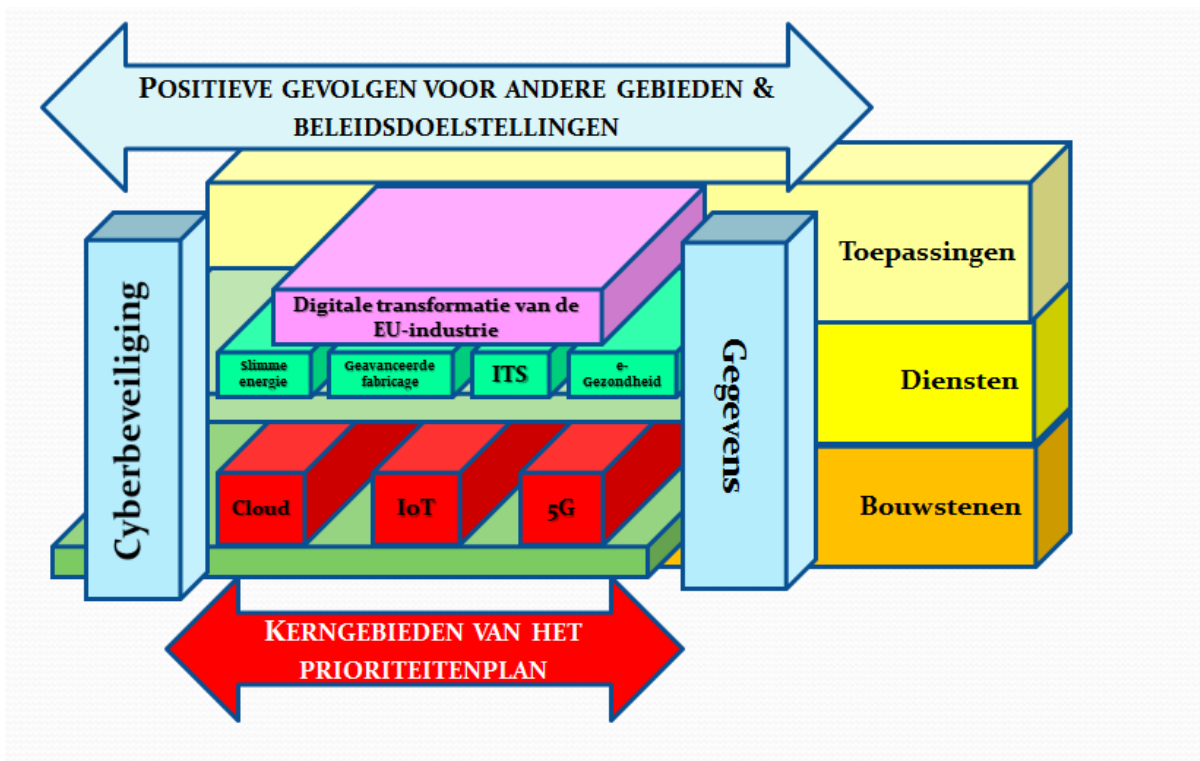 POSITIEVE GEVOLGEN VOOR ANDERE GEBIEDEN &
BELEIDSDOELSTELLINGEN
Toepassingen
Digitale transformatie van de
EU-industrie
Cyberbeveiliging
Gegevens
Slimme
energie
Geavanceerde
fabricage
ITS
e-
Gezondheid
Diensten
Cloud
IoT
5G
Bouwstenen
KERNGEBIEDEN VAN HET
PRIORITEITENPLAN